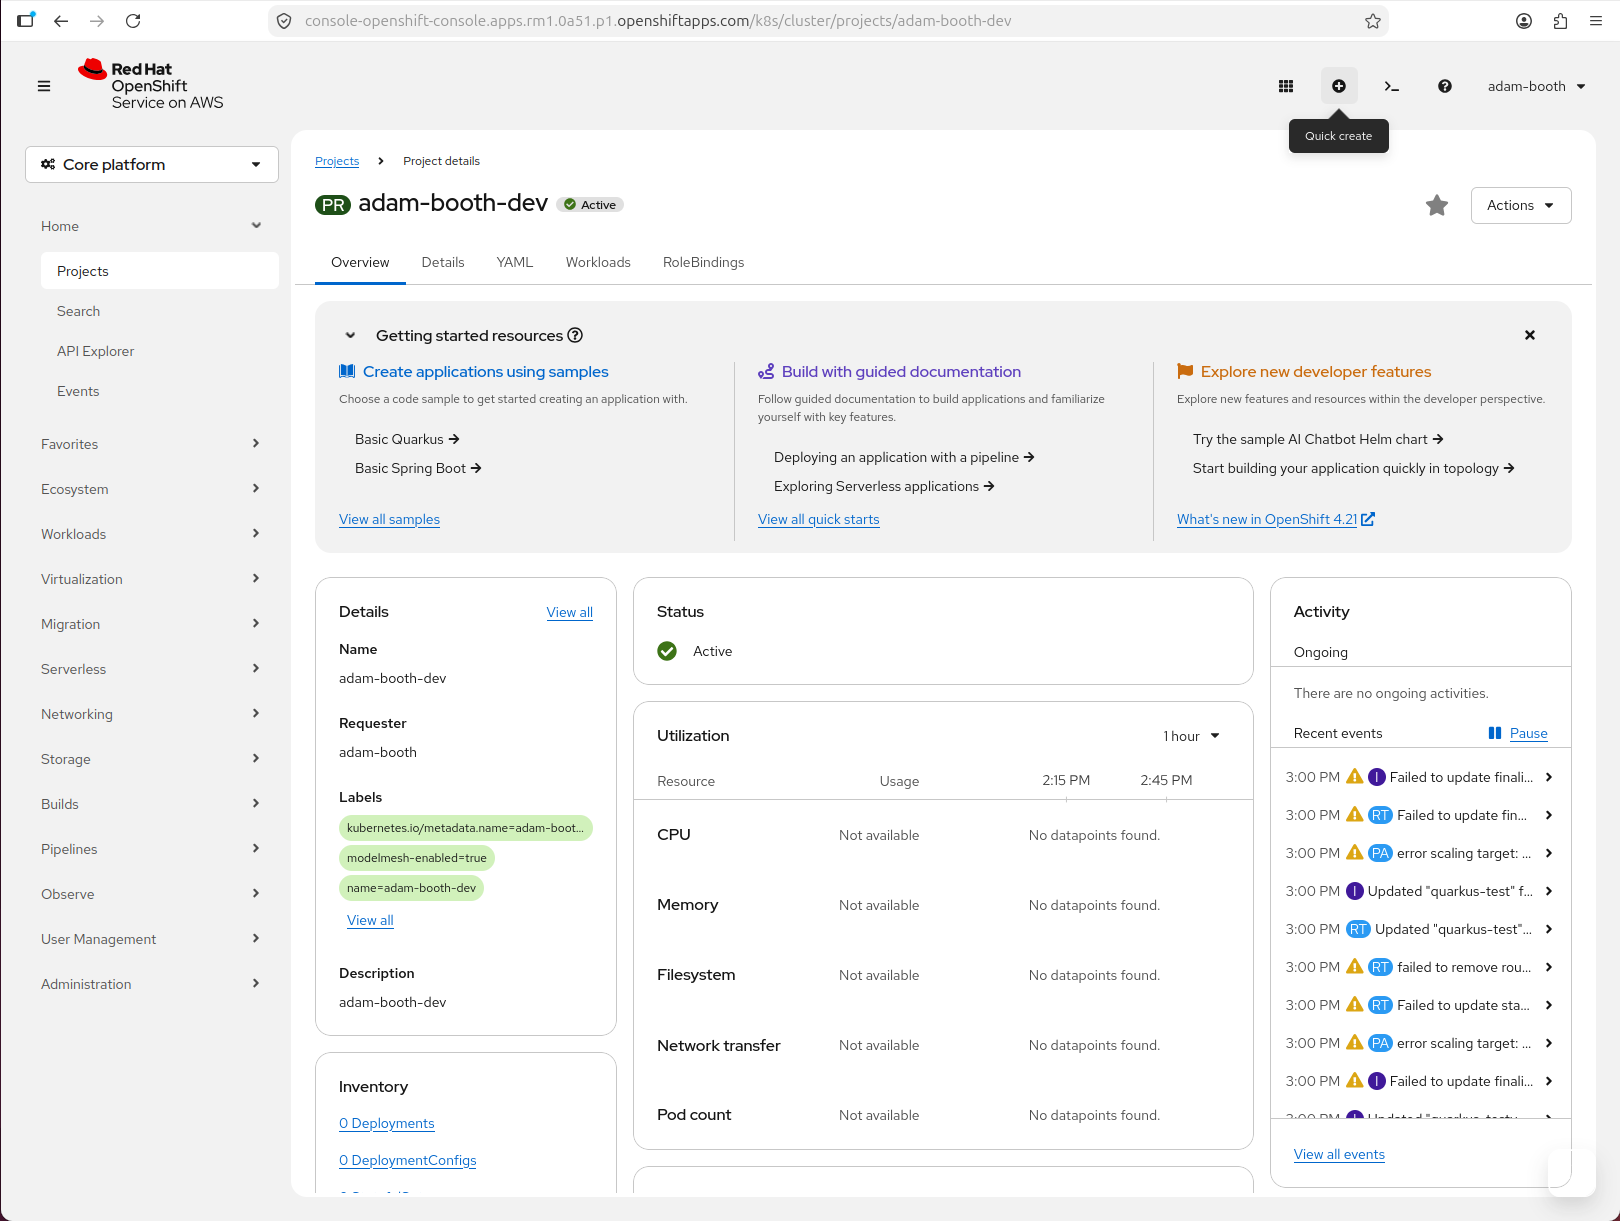 console-openshift-console.apps.rm1.0a51.p1.openshiftapps.com/k8s/cluster/projects/adam-booth-dev
Red Hat
OpenShift
Service on AWS
adam-booth
Quick create
Core platform
Home
Projects
Search
API Explorer
Events
Favorites
Ecosystem
Workloads
Virtualization
Migration
Serverless
Networking
Storage
Builds
Pipelines
Observe
User Management
Administration
Projects > Project details
PR adam-booth-dev Active
Actions
Overview Details YAML Workloads RoleBindings
Getting started resources
Create applications using samples
Choose a code sample to get started creating an application with.
Basic Quarkus →
Basic Spring Boot →
View all samples
Build with guided documentation
Follow guided documentation to build applications and familiarize
yourself with key features.
Deploying an application with a pipeline →
Exploring Serverless applications →
View all quick starts
Explore new developer features
Explore new features and resources within the developer perspective.
Try the sample AI Chatbot Helm chart →
Start building your application quickly in topology →
What's new in OpenShift 4.21
Details View all
Name
adam-booth-dev
Requester
adam-booth
Labels
kubernetes.io/metadata.name=adam-boot...
modelmesh-enabled=true
name=adam-booth-dev
View all
Description
adam-booth-dev
Inventory
0 Deployments
0 DeploymentConfigs
Status
Active
Utilization 1 hour
Resource Usage 2:15 PM 2:45 PM
CPU Not available No datapoints found.
Memory Not available No datapoints found.
Filesystem Not available No datapoints found.
Network transfer Not available No datapoints found.
Pod count Not available No datapoints found.
Activity
Ongoing
There are no ongoing activities.
Recent events Pause
3:00 PM I Failed to update finali...
3:00 PM RT Failed to update fin...
3:00 PM PA error scaling target: ...
3:00 PM I Updated "quarkus-test" f...
3:00 PM RT Updated "quarkus-test"...
3:00 PM RT failed to remove rou...
3:00 PM RT Failed to update sta...
3:00 PM PA error scaling target: ...
3:00 PM I Failed to update finali...
3:00 PM I Updated
View all events